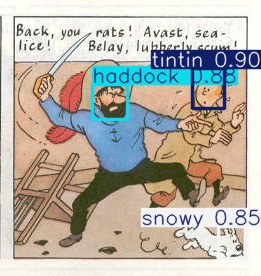 Back, you rats! Avast, sea-
lice! Belay, lubberly scum!
tintin 0.90
haddock 0.88
snowy 0.85